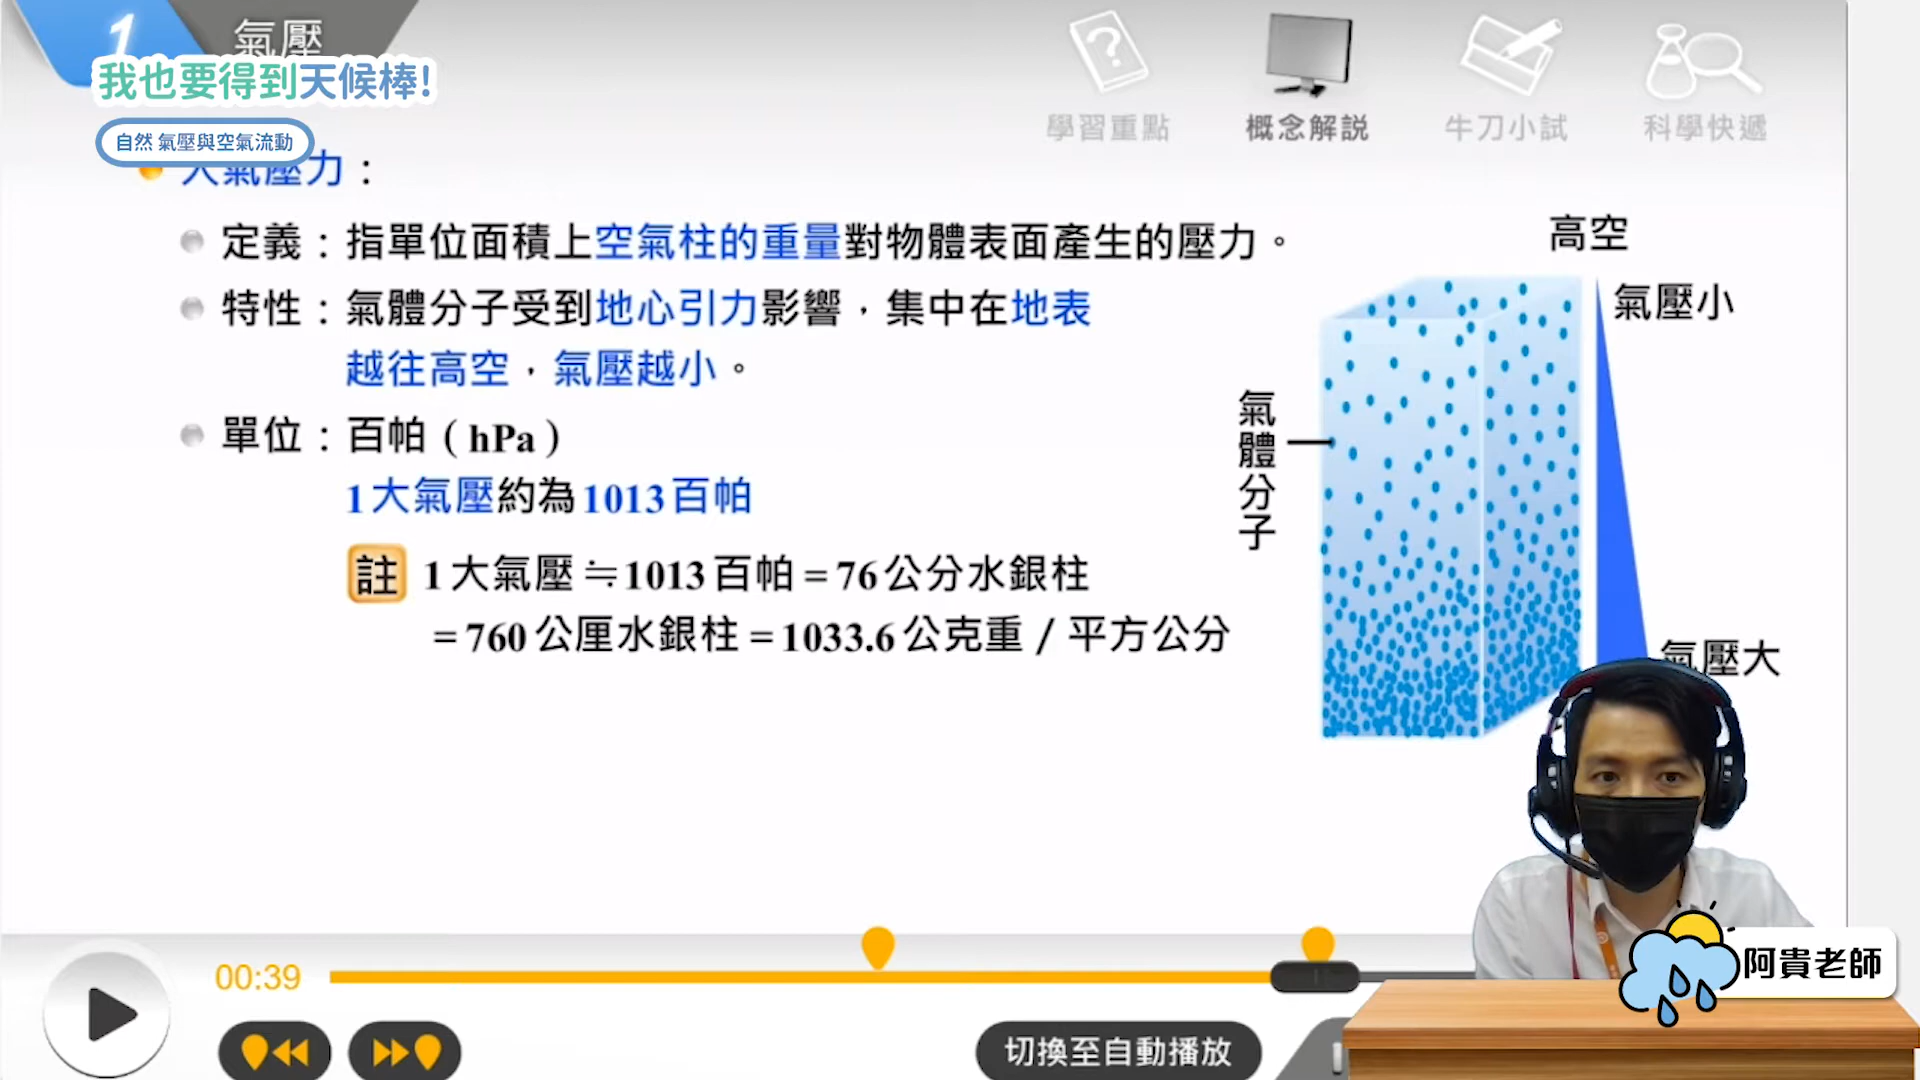 1 氣壓
我也要得到天候棒!
自然 氣壓與空氣流動
學習重點
概念解說
牛刀小試
科學快遞
大氣壓力：
定義：指單位面積上空氣柱的重量對物體表面產生的壓力。
特性：氣體分子受到地心引力影響，集中在地表
越往高空，氣壓越小。
單位：百帕（hPa）
1大氣壓約為1013百帕
註 1大氣壓≒1013百帕=76公分水銀柱
=760公厘水銀柱=1033.6公克重/平方公分
高空
氣壓小
氣體分子
氣壓大
阿貴老師
00:39
切換至自動播放